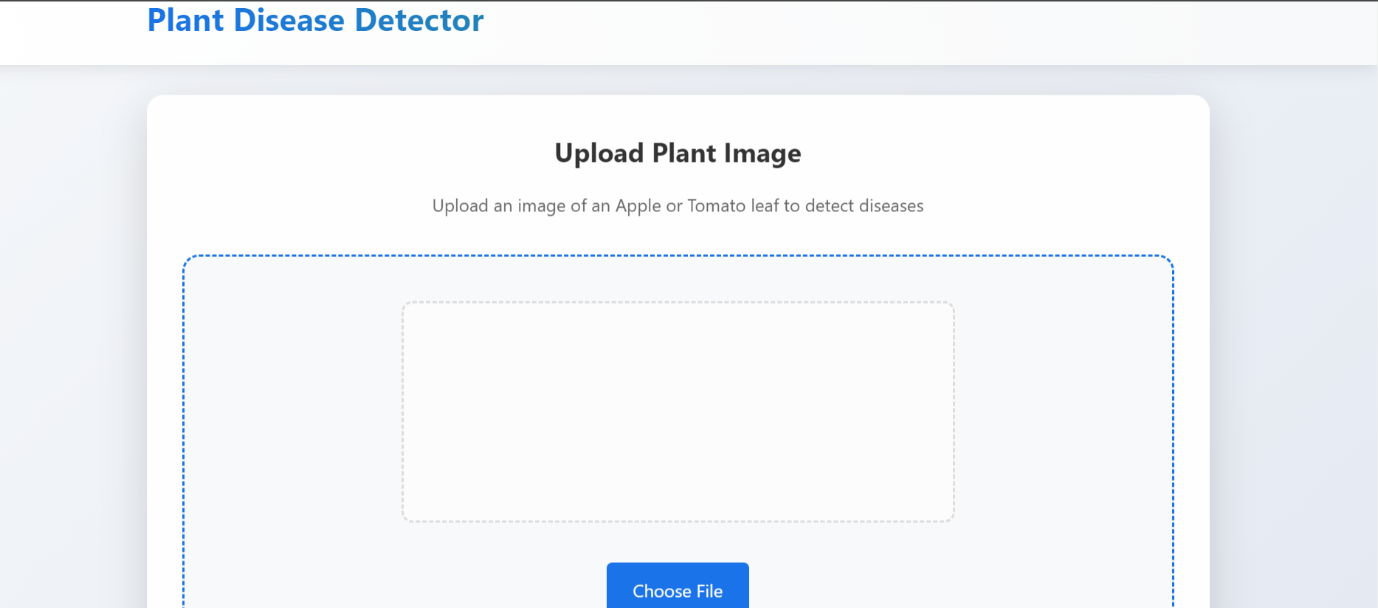 Plant Disease Detector
Upload Plant Image
Upload an image of an Apple or Tomato leaf to detect diseases
Choose File